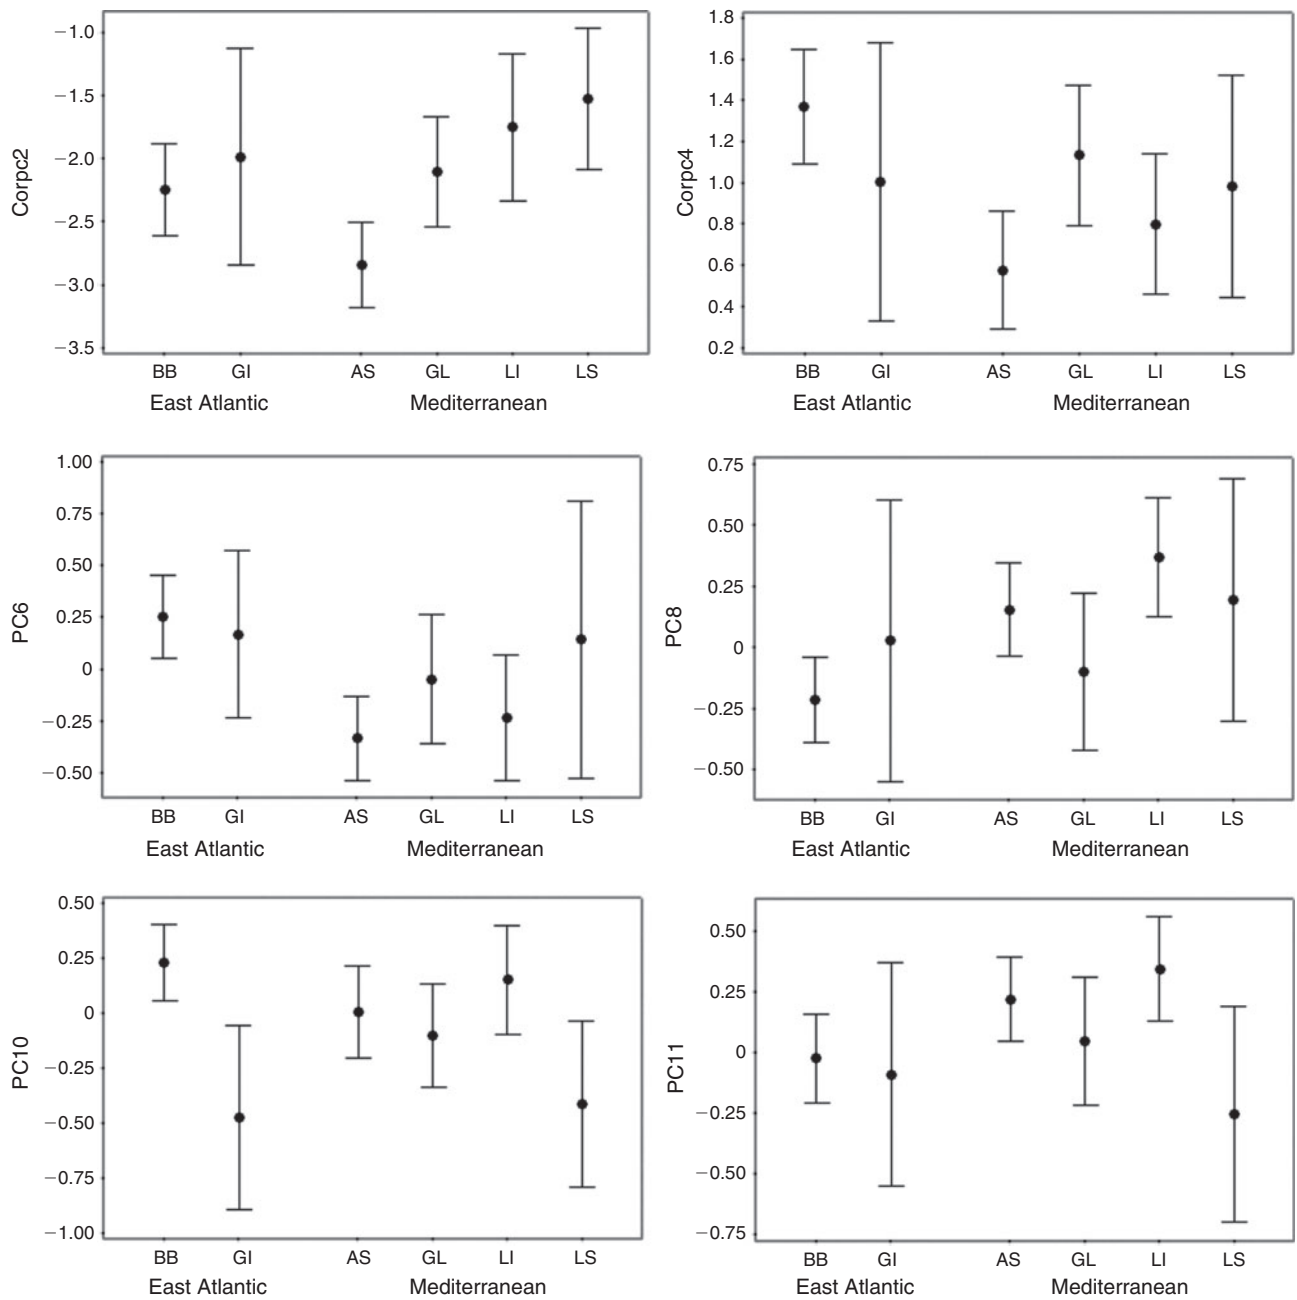 Corpc2
−1.0
−1.5
−2.0
−2.5
−3.0
−3.5
BB GI AS GL LI LS
East Atlantic Mediterranean
Corpc4
1.8
1.6
1.4
1.2
1.0
0.8
0.6
0.4
0.2
BB GI AS GL LI LS
East Atlantic Mediterranean
PC6
1.00
0.75
0.50
0.25
0
−0.25
−0.50
BB GI AS GL LI LS
East Atlantic Mediterranean
PC8
0.75
0.50
0.25
0
−0.25
−0.50
BB GI AS GL LI LS
East Atlantic Mediterranean
PC10
0.50
0.25
0
−0.25
−0.50
−0.75
−1.00
BB GI AS GL LI LS
East Atlantic Mediterranean
PC11
0.50
0.25
0
−0.25
−0.50
−0.75
BB GI AS GL LI LS
East Atlantic Mediterranean